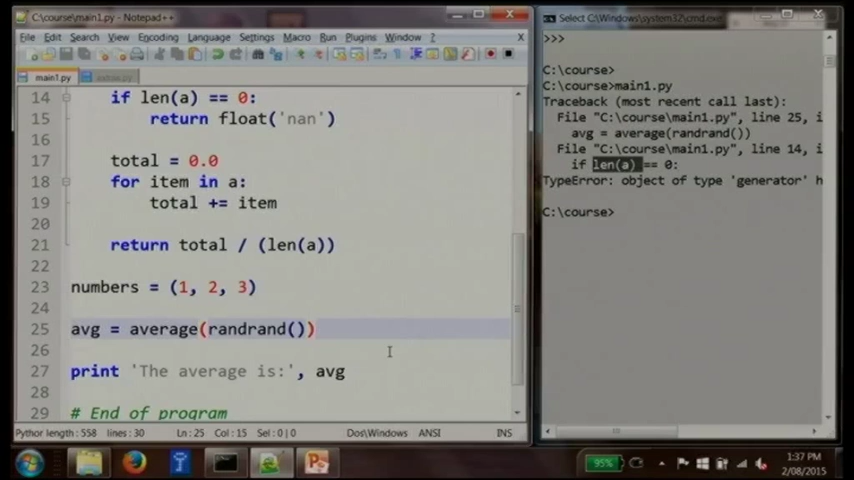 C:\course\main1.py - Notepad++
File Edit Search View Encoding Language Settings Macro Run Plugins Window ? X
main1.py extras.py
14 if len(a) == 0:
15 return float('nan')
16
17 total = 0.0
18 for item in a:
19 total += item
20
21 return total / (len(a))
22
23 numbers = (1, 2, 3)
24
25 avg = average(randrand())
26
27 print 'The average is:', avg
28
29 # End of program
Pythor length : 558 lines : 30 Ln : 25 Col : 15 Sel : 0 | 0 Dos\Windows ANSI INS
Select C:\Windows\system32\cmd.exe
>>>
C:\course>
C:\course>main1.py
Traceback (most recent call last):
File "C:\course\main1.py", line 25, i
avg = average(randrand())
File "C:\course\main1.py", line 14, i
if len(a) == 0:
TypeError: object of type 'generator' h
C:\course>
95%
1:37 PM
2/08/2015